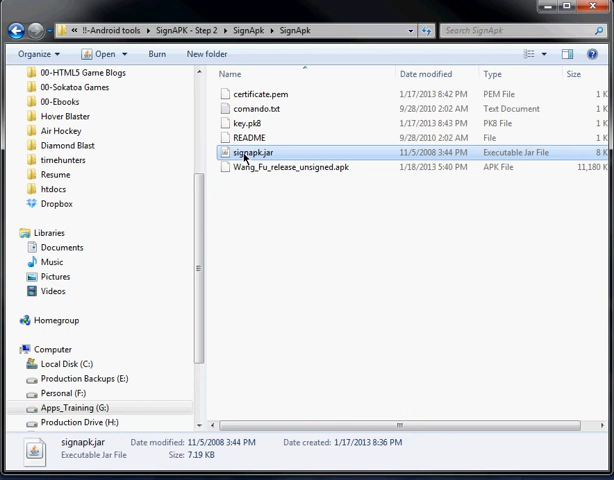 !!-Android tools ▸ SignAPK - Step 2 ▸ SignApk ▸ SignApk
Search SignApk
Organize
Open
Burn
New folder
00-HTML5 Game Blogs
00-Sokatoa Games
00-Ebooks
Hover Blaster
Air Hockey
Diamond Blast
timehunters
Resume
htdocs
Dropbox
Libraries
Documents
Music
Pictures
Videos
Homegroup
Computer
Local Disk (C:)
Production Backups (E:)
Personal (F:)
Apps_Training (G:)
Production Drive (H:)
Name Date modified Type Size
certificate.pem 1/17/2013 8:42 PM PEM File 1 K
comando.txt 9/28/2010 2:02 AM Text Document 1 K
key.pk8 1/17/2013 8:43 PM PK8 File 1 K
README 9/28/2010 2:02 AM File 1 K
signapk.jar 11/5/2008 3:44 PM Executable Jar File 8 K
Wang_Fu_release_unsigned.apk 1/18/2013 5:40 PM APK File 11,180 K
signapk.jar Date modified: 11/5/2008 3:44 PM Date created: 1/17/2013 8:36 PM
Executable Jar File Size: 7.19 KB